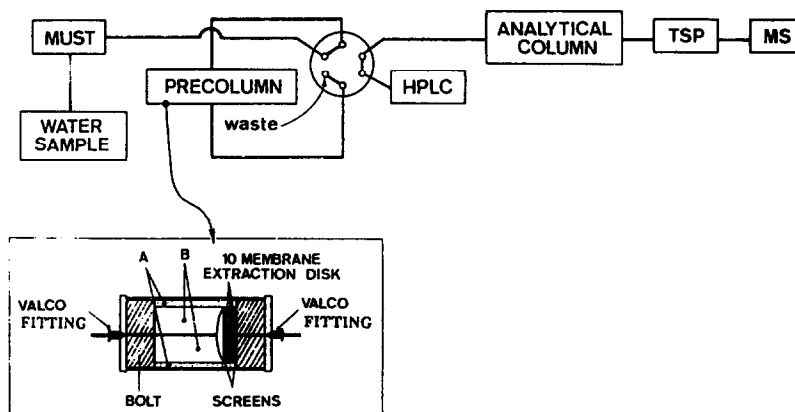 MUST
WATER
SAMPLE
PRECOLUMN
waste
HPLC
ANALYTICAL
COLUMN
TSP
MS
A
B
10 MEMBRANE
EXTRACTION DISK
VALCO
FITTING
VALCO
FITTING
BOLT
SCREENS